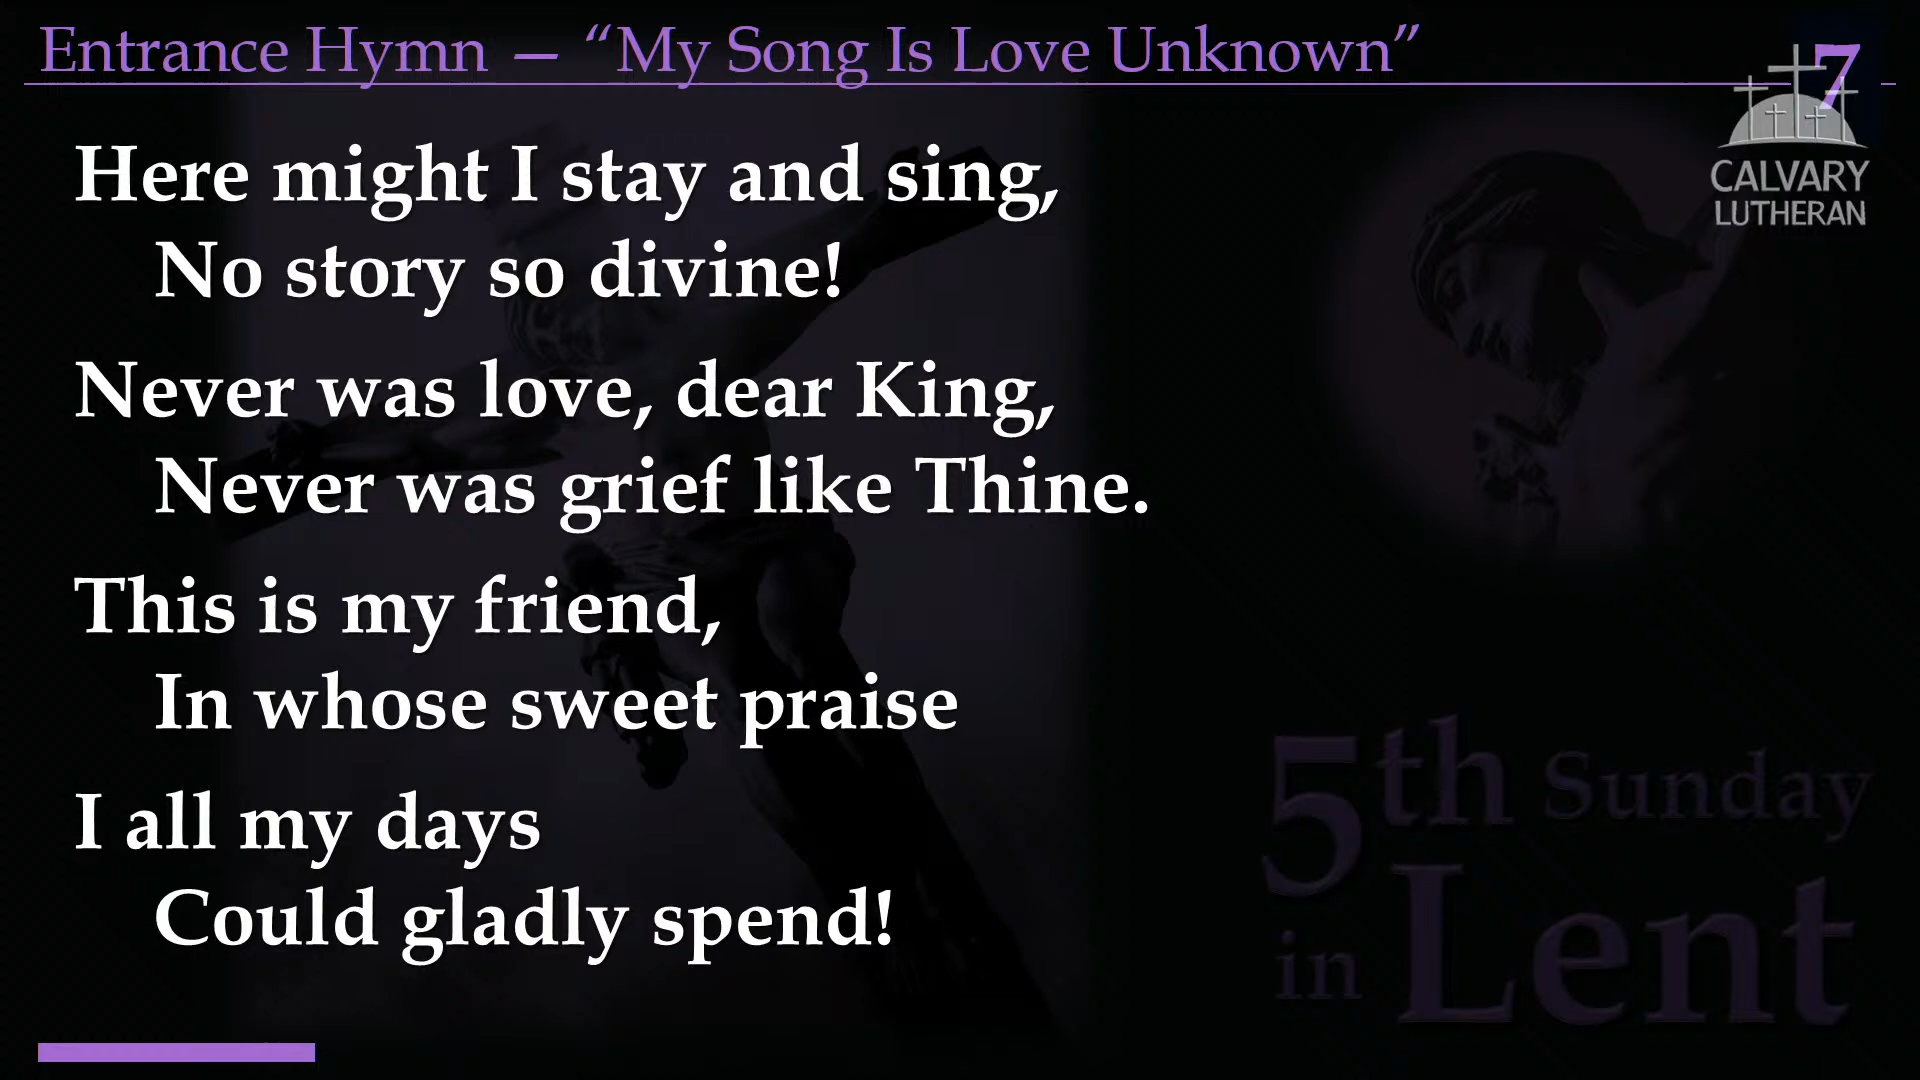 Entrance Hymn — “My Song Is Love Unknown”
7
CALVARY
LUTHERAN
Here might I stay and sing,
No story so divine!
Never was love, dear King,
Never was grief like Thine.
This is my friend,
In whose sweet praise
I all my days
Could gladly spend!
5th Sunday
in Lent